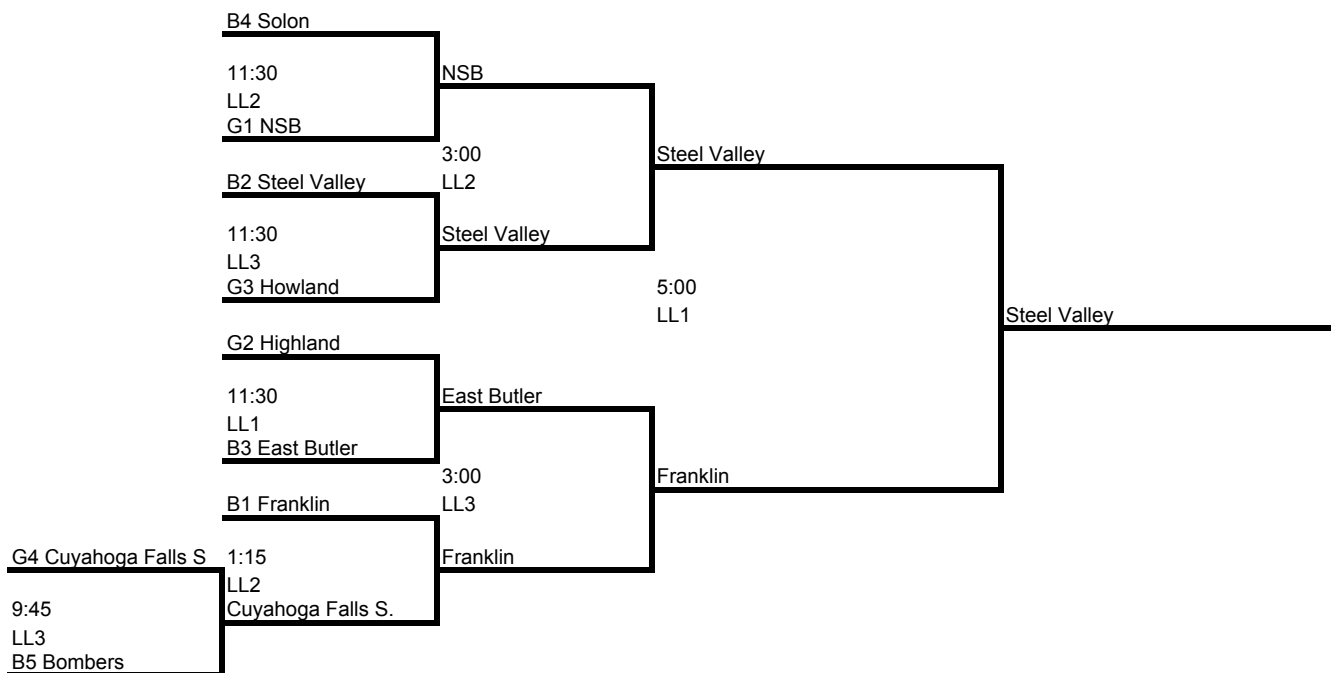 B4 Solon
11:30
NSB
LL2
G1 NSB
3:00
Steel Valley
B2 Steel Valley
LL2
11:30
Steel Valley
LL3
G3 Howland
5:00
LL1
Steel Valley
G2 Highland
11:30
East Butler
LL1
B3 East Butler
3:00
Franklin
B1 Franklin
LL3
G4 Cuyahoga Falls S
1:15
Franklin
LL2
9:45
Cuyahoga Falls S.
LL3
B5 Bombers